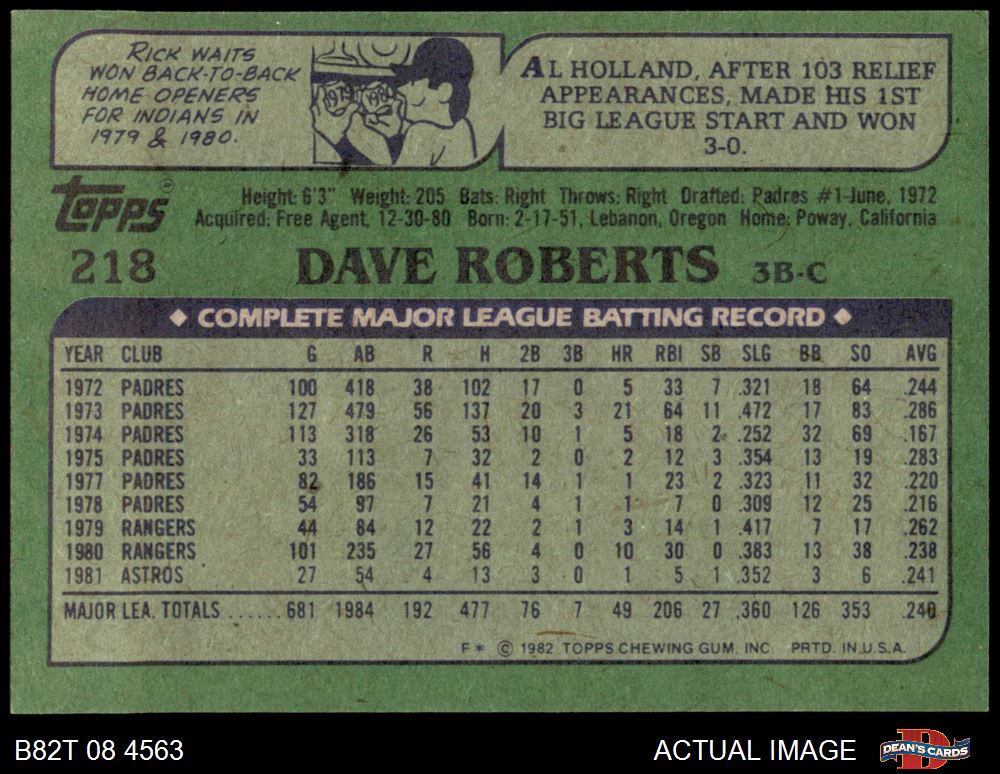 RICK WAITS
WON BACK-TO-BACK
HOME OPENERS
FOR INDIANS IN
1979 & 1980.
1979 1980
AL HOLLAND, AFTER 103 RELIEF
APPEARANCES, MADE HIS 1ST
BIG LEAGUE START AND WON
3-0.
topps ®
Height: 6'3" Weight: 205 Bats: Right Throws: Right Drafted: Padres #1-June, 1972
Acquired: Free Agent, 12-30-80 Born: 2-17-51, Lebanon, Oregon Home: Poway, California
218 DAVE ROBERTS 3B-C
◆ COMPLETE MAJOR LEAGUE BATTING RECORD ◆
YEAR CLUB G AB R H 2B 3B HR RBI SB SLG BB SO AVG
1972 PADRES 100 418 38 102 17 0 5 33 7 .321 18 64 .244
1973 PADRES 127 479 56 137 20 3 21 64 11 .472 17 83 .286
1974 PADRES 113 318 26 53 10 1 5 18 2 .252 32 69 .167
1975 PADRES 33 113 7 32 2 0 2 12 3 .354 13 19 .283
1977 PADRES 82 186 15 41 14 1 1 23 2 .323 11 32 .220
1978 PADRES 54 97 7 21 4 1 1 7 0 .309 12 25 .216
1979 RANGERS 44 84 12 22 2 1 3 14 1 .417 7 17 .262
1980 RANGERS 101 235 27 56 4 0 10 30 0 .383 13 38 .238
1981 ASTROS 27 54 4 13 3 0 1 5 1 .352 3 6 .241
MAJOR LEA. TOTALS ...... 681 1984 192 477 76 7 49 206 27 .360 126 353 .240
F* © 1982 TOPPS CHEWING GUM. INC PRTD. IN U.S.A.
B82T 08 4563 ACTUAL IMAGE DEAN'S CARDS